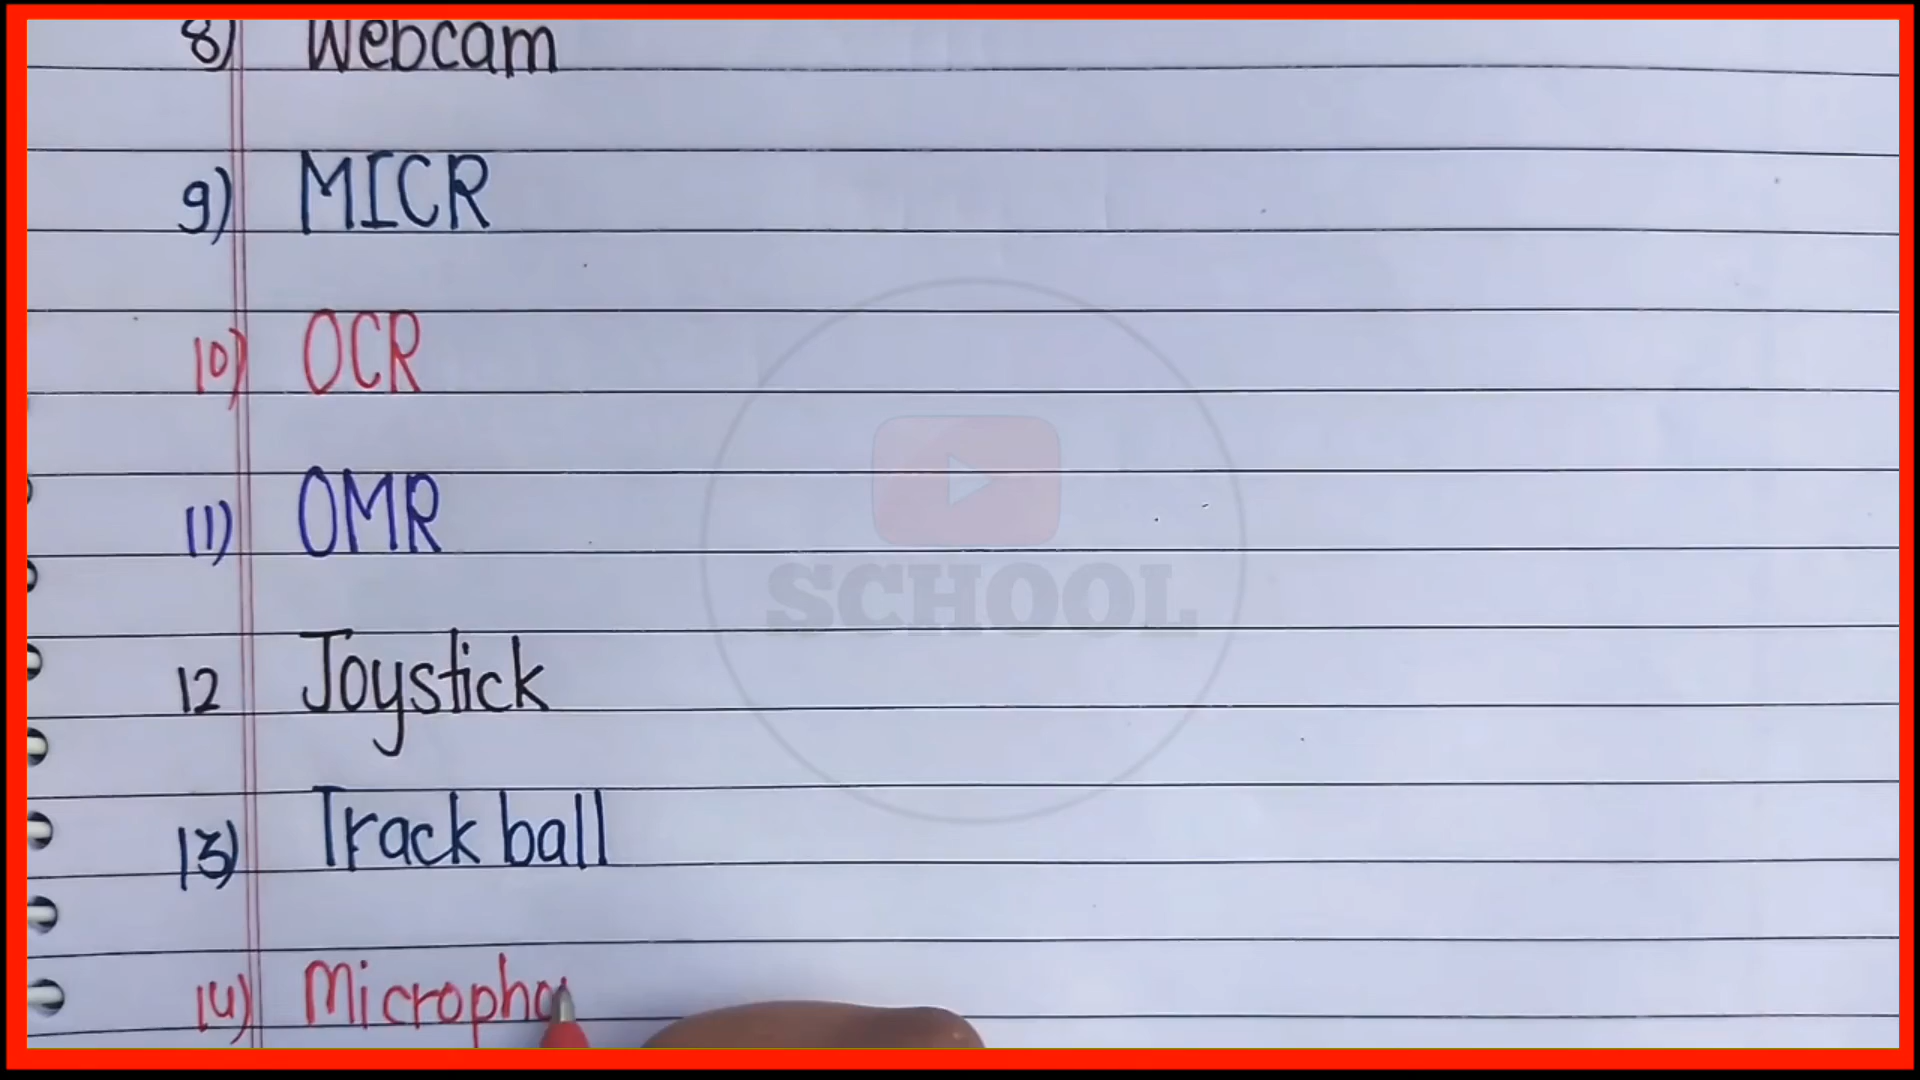 8) Webcam
9) MICR
10) OCR
11) OMR
SCHOOL
12 Joystick
13) Track ball
14) Micropho